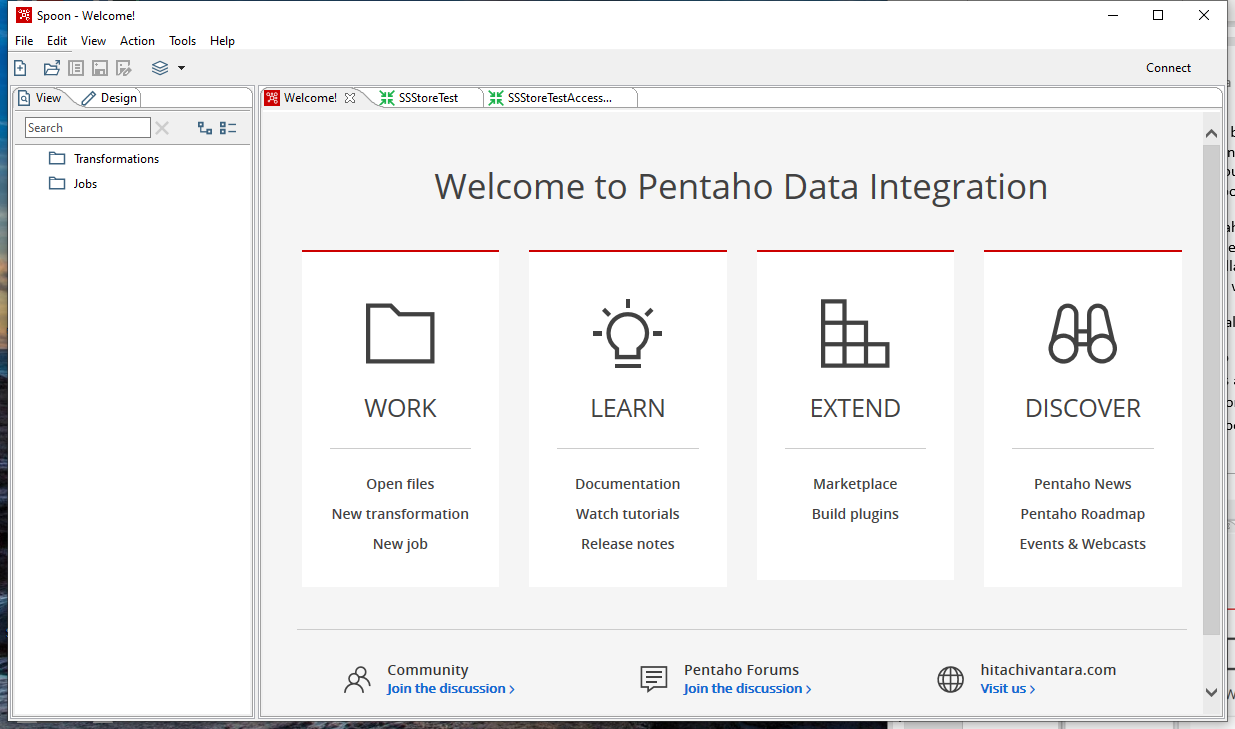 Spoon - Welcome!
File Edit View Action Tools Help
Connect
View Design
Welcome! SSStoreTest SSStoreTestAccess...
Search
Transformations
Jobs
Welcome to Pentaho Data Integration
WORK
Open files
New transformation
New job
LEARN
Documentation
Watch tutorials
Release notes
EXTEND
Marketplace
Build plugins
DISCOVER
Pentaho News
Pentaho Roadmap
Events & Webcasts
Community
Join the discussion ›
Pentaho Forums
Join the discussion ›
hitachivantara.com
Visit us ›